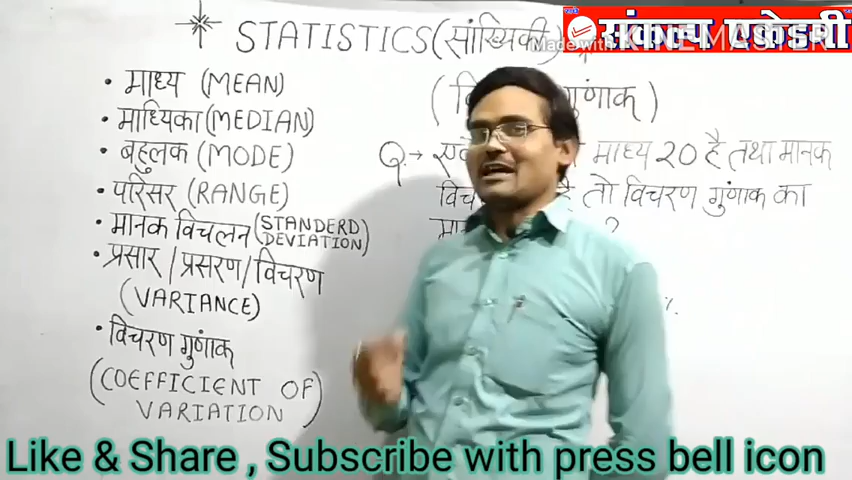 STATISTICS (सांख्यिकी)
संकल्प एकेडमी
Made with KINEMASTER
• माध्य (MEAN)
• माध्यिका (MEDIAN)
• बहुलक (MODE)
• परिसर (RANGE)
• मानक विचलन (STANDERD DEVIATION)
• प्रसार / प्रसरण / विचरण
(VARIANCE)
• विचरण गुंणाक
(COEFFICIENT OF
VARIATION)
गुंणाक)
Q.→ माध्य 20 है तथा मानक
है तो विचरण गुंणाक का
?
Like & Share , Subscribe with press bell icon